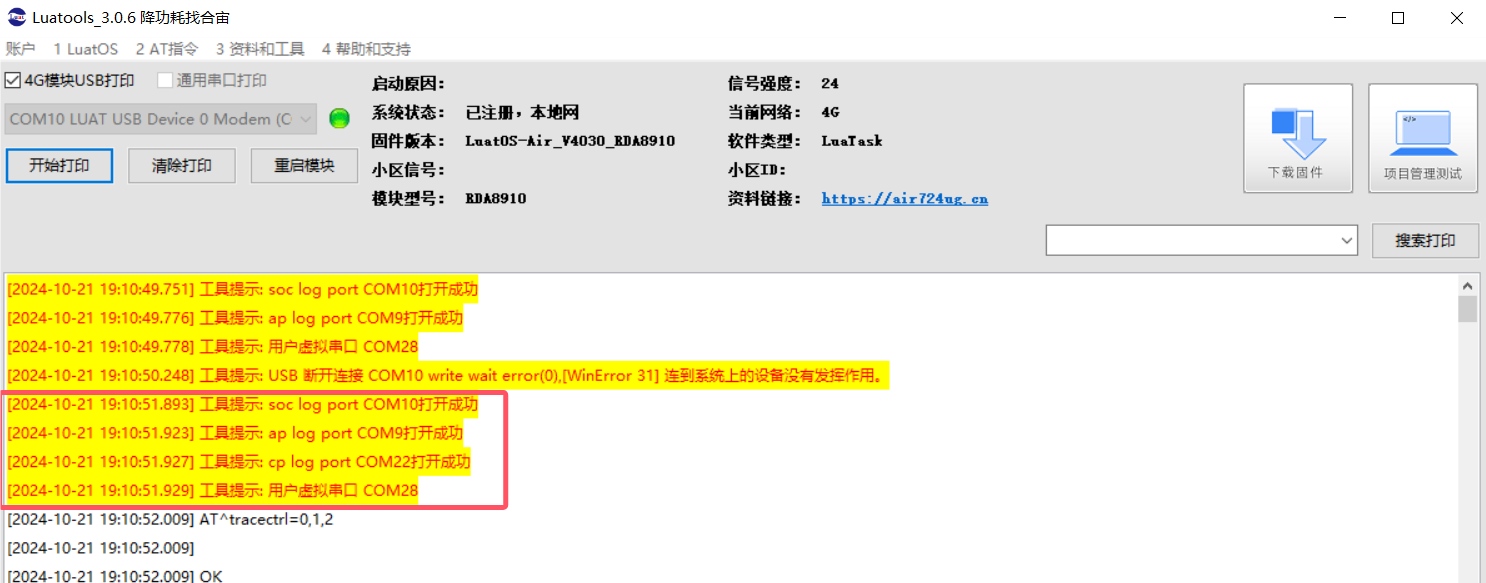 Luatools_3.0.6 降功耗找合宙
账户 1 LuatOS 2 AT指令 3 资料和工具 4 帮助和支持
4G模块USB打印 通用串口打印
COM10 LUAT USB Device 0 Modem (C
开始打印 清除打印 重启模块
启动原因: 信号强度: 24
系统状态: 已注册，本地网 当前网络: 4G
固件版本: LuatOS-Air_V4030_RDA8910 软件类型: LuaTask
小区信号: 小区ID:
模块型号: RDA8910 资料链接: https://air724ug.cn
下载固件 项目管理测试
搜索打印
[2024-10-21 19:10:49.751] 工具提示: soc log port COM10打开成功
[2024-10-21 19:10:49.776] 工具提示: ap log port COM9打开成功
[2024-10-21 19:10:49.778] 工具提示: 用户虚拟串口 COM28
[2024-10-21 19:10:50.248] 工具提示: USB 断开连接 COM10 write wait error(0),[WinError 31] 连到系统上的设备没有发挥作用。
[2024-10-21 19:10:51.893] 工具提示: soc log port COM10打开成功
[2024-10-21 19:10:51.923] 工具提示: ap log port COM9打开成功
[2024-10-21 19:10:51.927] 工具提示: cp log port COM22打开成功
[2024-10-21 19:10:51.929] 工具提示: 用户虚拟串口 COM28
[2024-10-21 19:10:52.009] AT^tracectrl=0,1,2
[2024-10-21 19:10:52.009]
[2024-10-21 19:10:52.009] OK